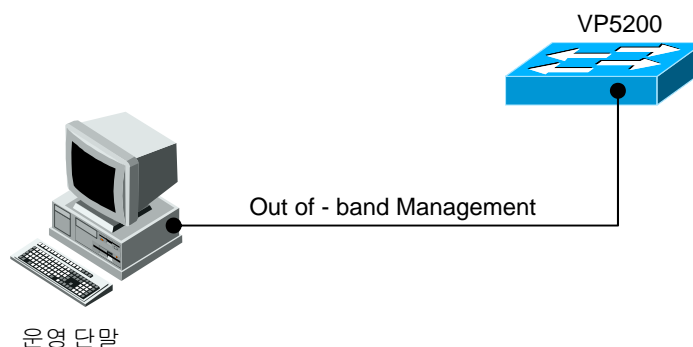 VP5200
Out of - band Management
운영 단말